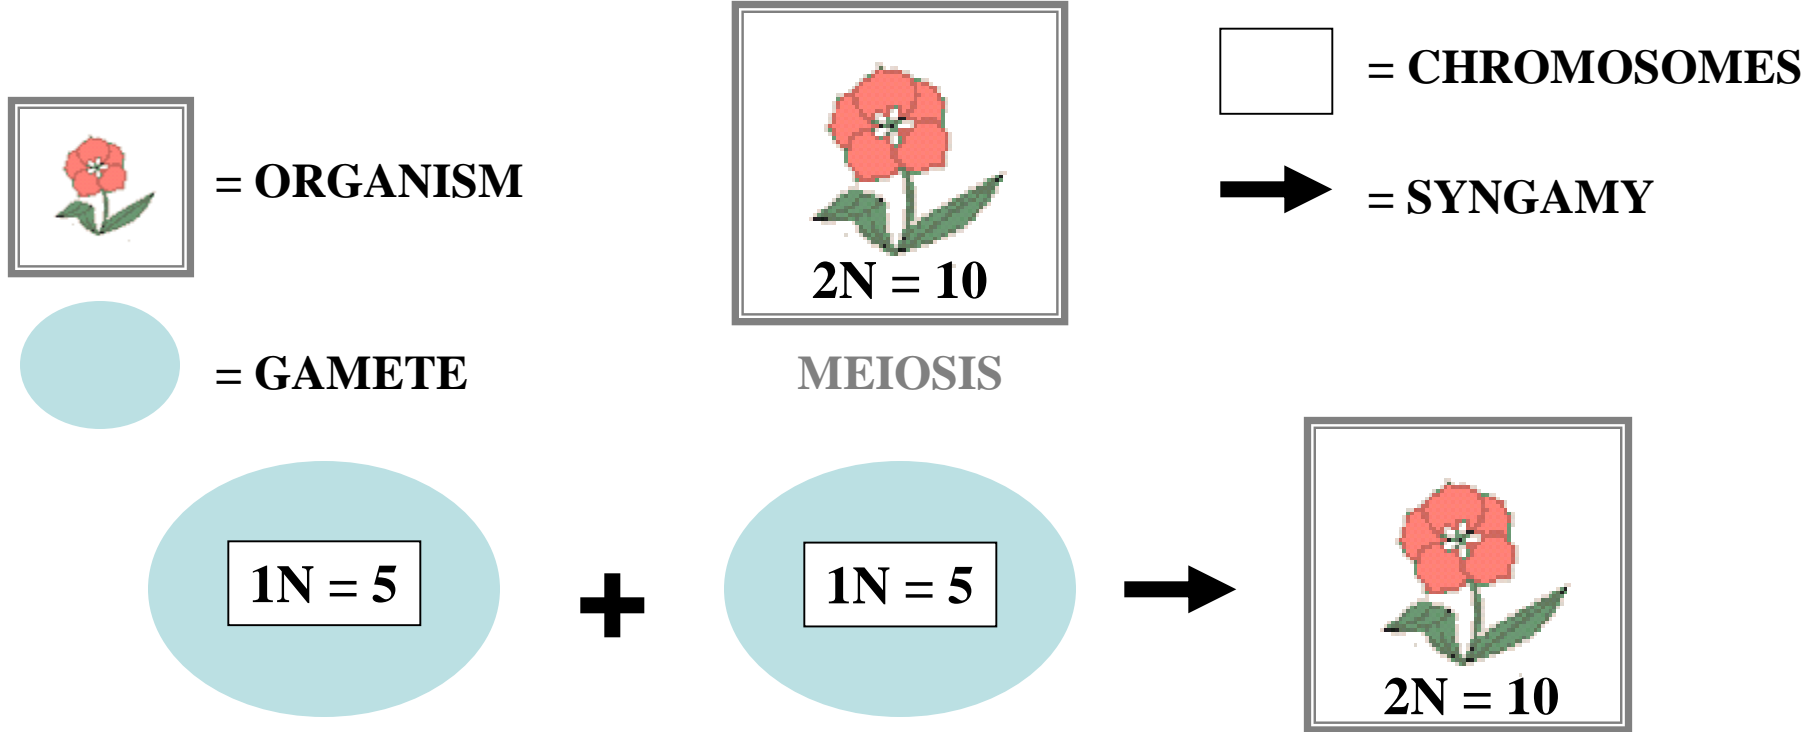 = ORGANISM
= GAMETE
2N = 10
MEIOSIS
= CHROMOSOMES
= SYNGAMY
1N = 5
1N = 5
2N = 10